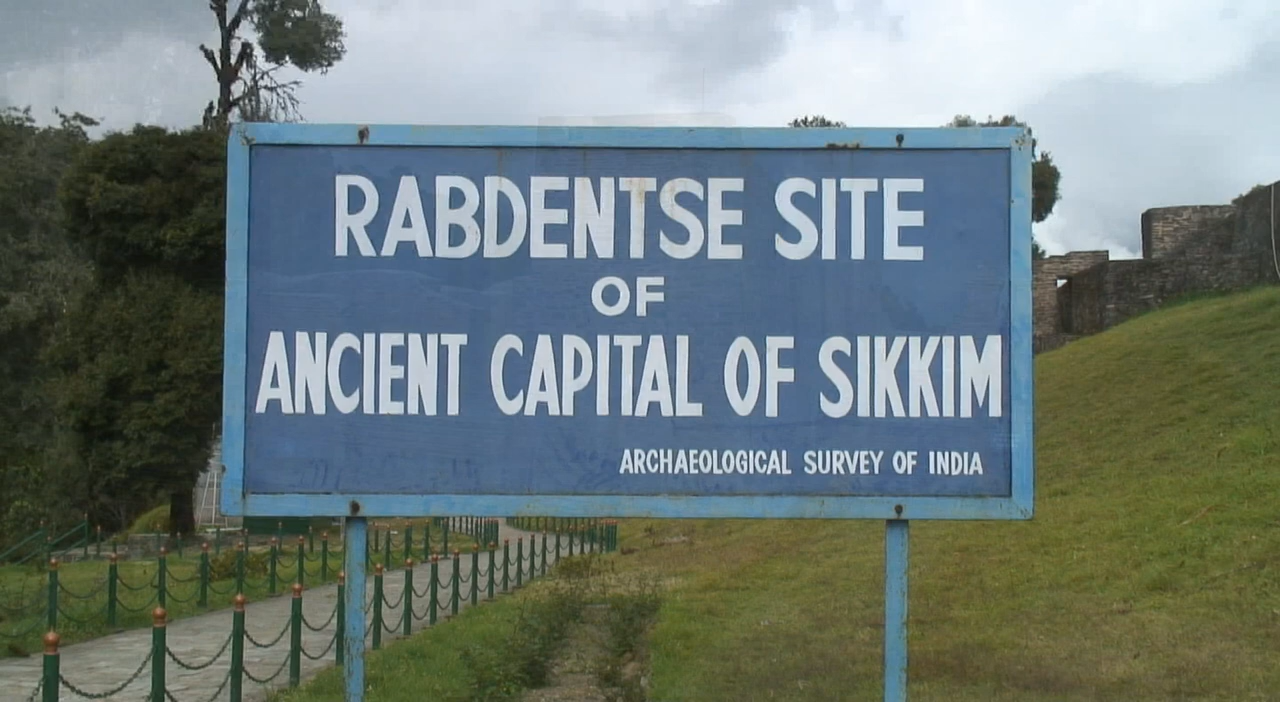 RABDENTSE SITE
OF
ANCIENT CAPITAL OF SIKKIM
ARCHAEOLOGICAL SURVEY OF INDIA